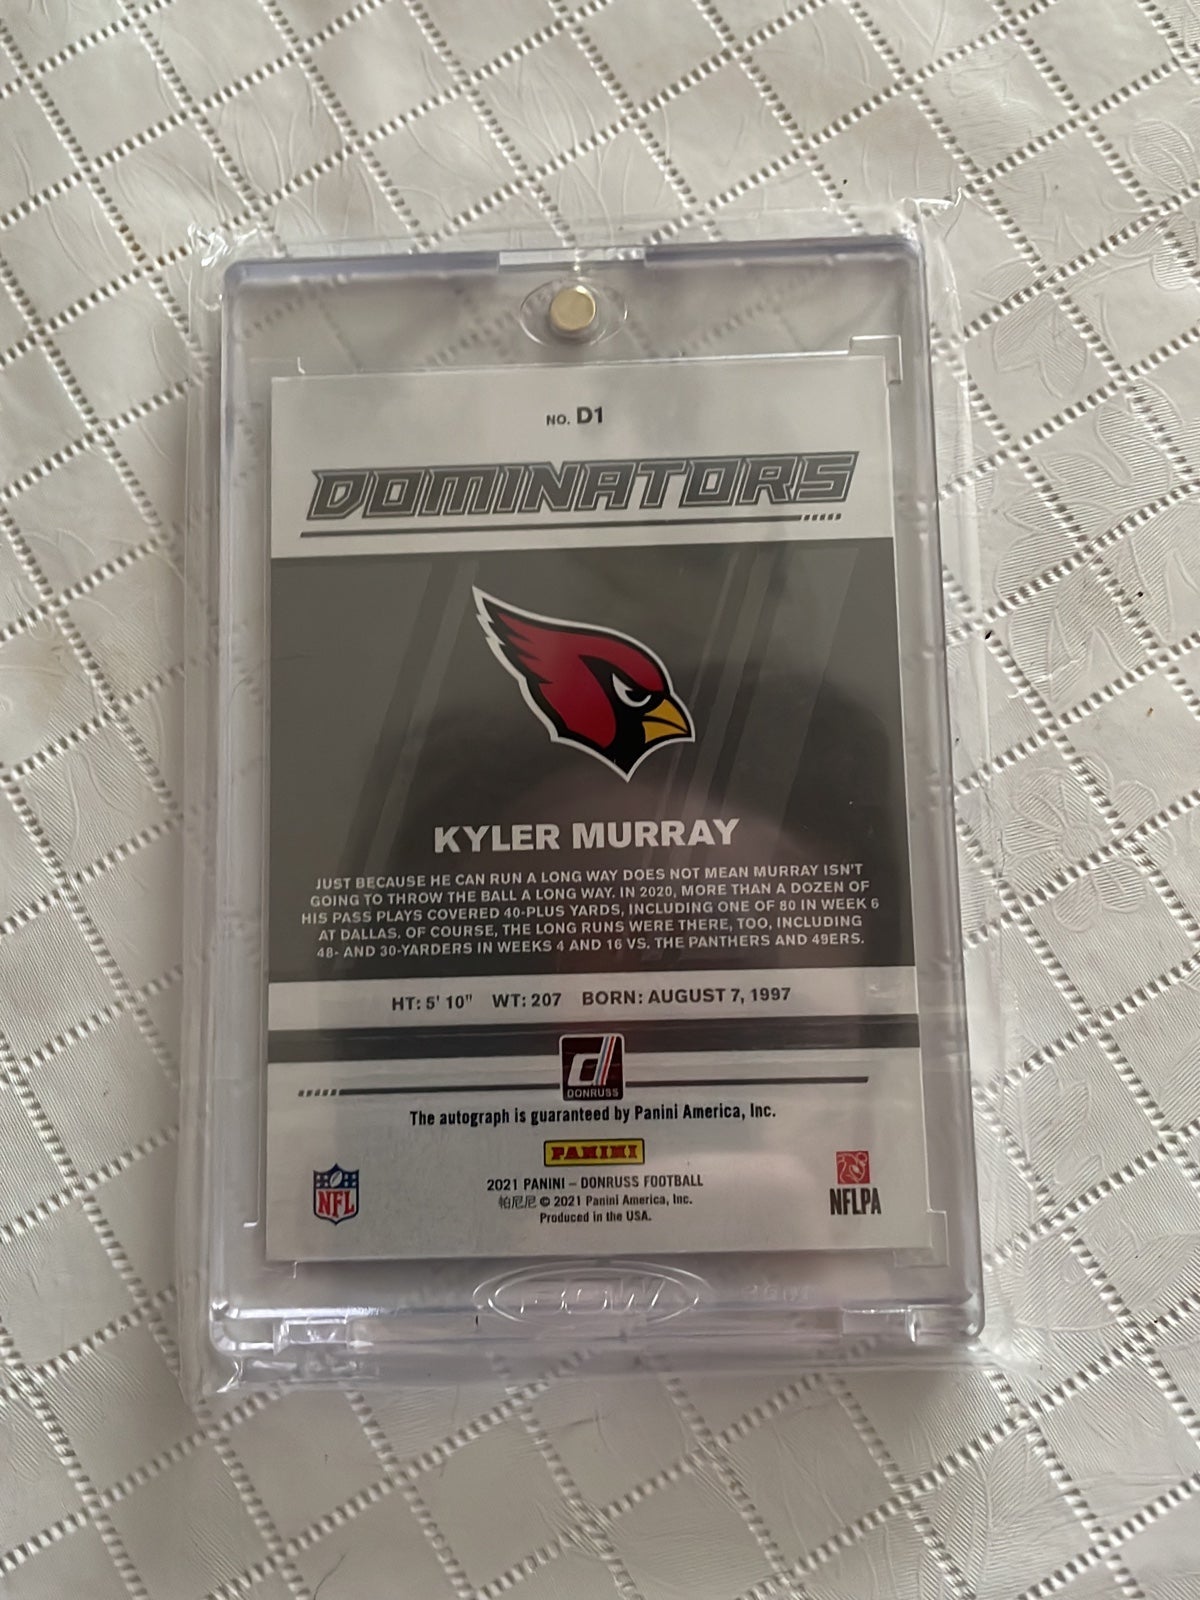 NO. D1
DOMINATORS
KYLER MURRAY
JUST BECAUSE HE CAN RUN A LONG WAY DOES NOT MEAN MURRAY ISN'T
GOING TO THROW THE BALL A LONG WAY. IN 2020, MORE THAN A DOZEN OF
HIS PASS PLAYS COVERED 40-PLUS YARDS, INCLUDING ONE OF 80 IN WEEK 6
AT DALLAS. OF COURSE, THE LONG RUNS WERE THERE, TOO, INCLUDING
48- AND 30-YARDERS IN WEEKS 4 AND 16 VS. THE PANTHERS AND 49ERS.
HT: 5' 10" WT: 207 BORN: AUGUST 7, 1997
d
DONRUSS
The autograph is guaranteed by Panini America, Inc.
PANINI
NFL
2021 PANINI – DONRUSS FOOTBALL
帕尼尼 © 2021 Panini America, Inc.
Produced in the USA.
NFLPA
BCW